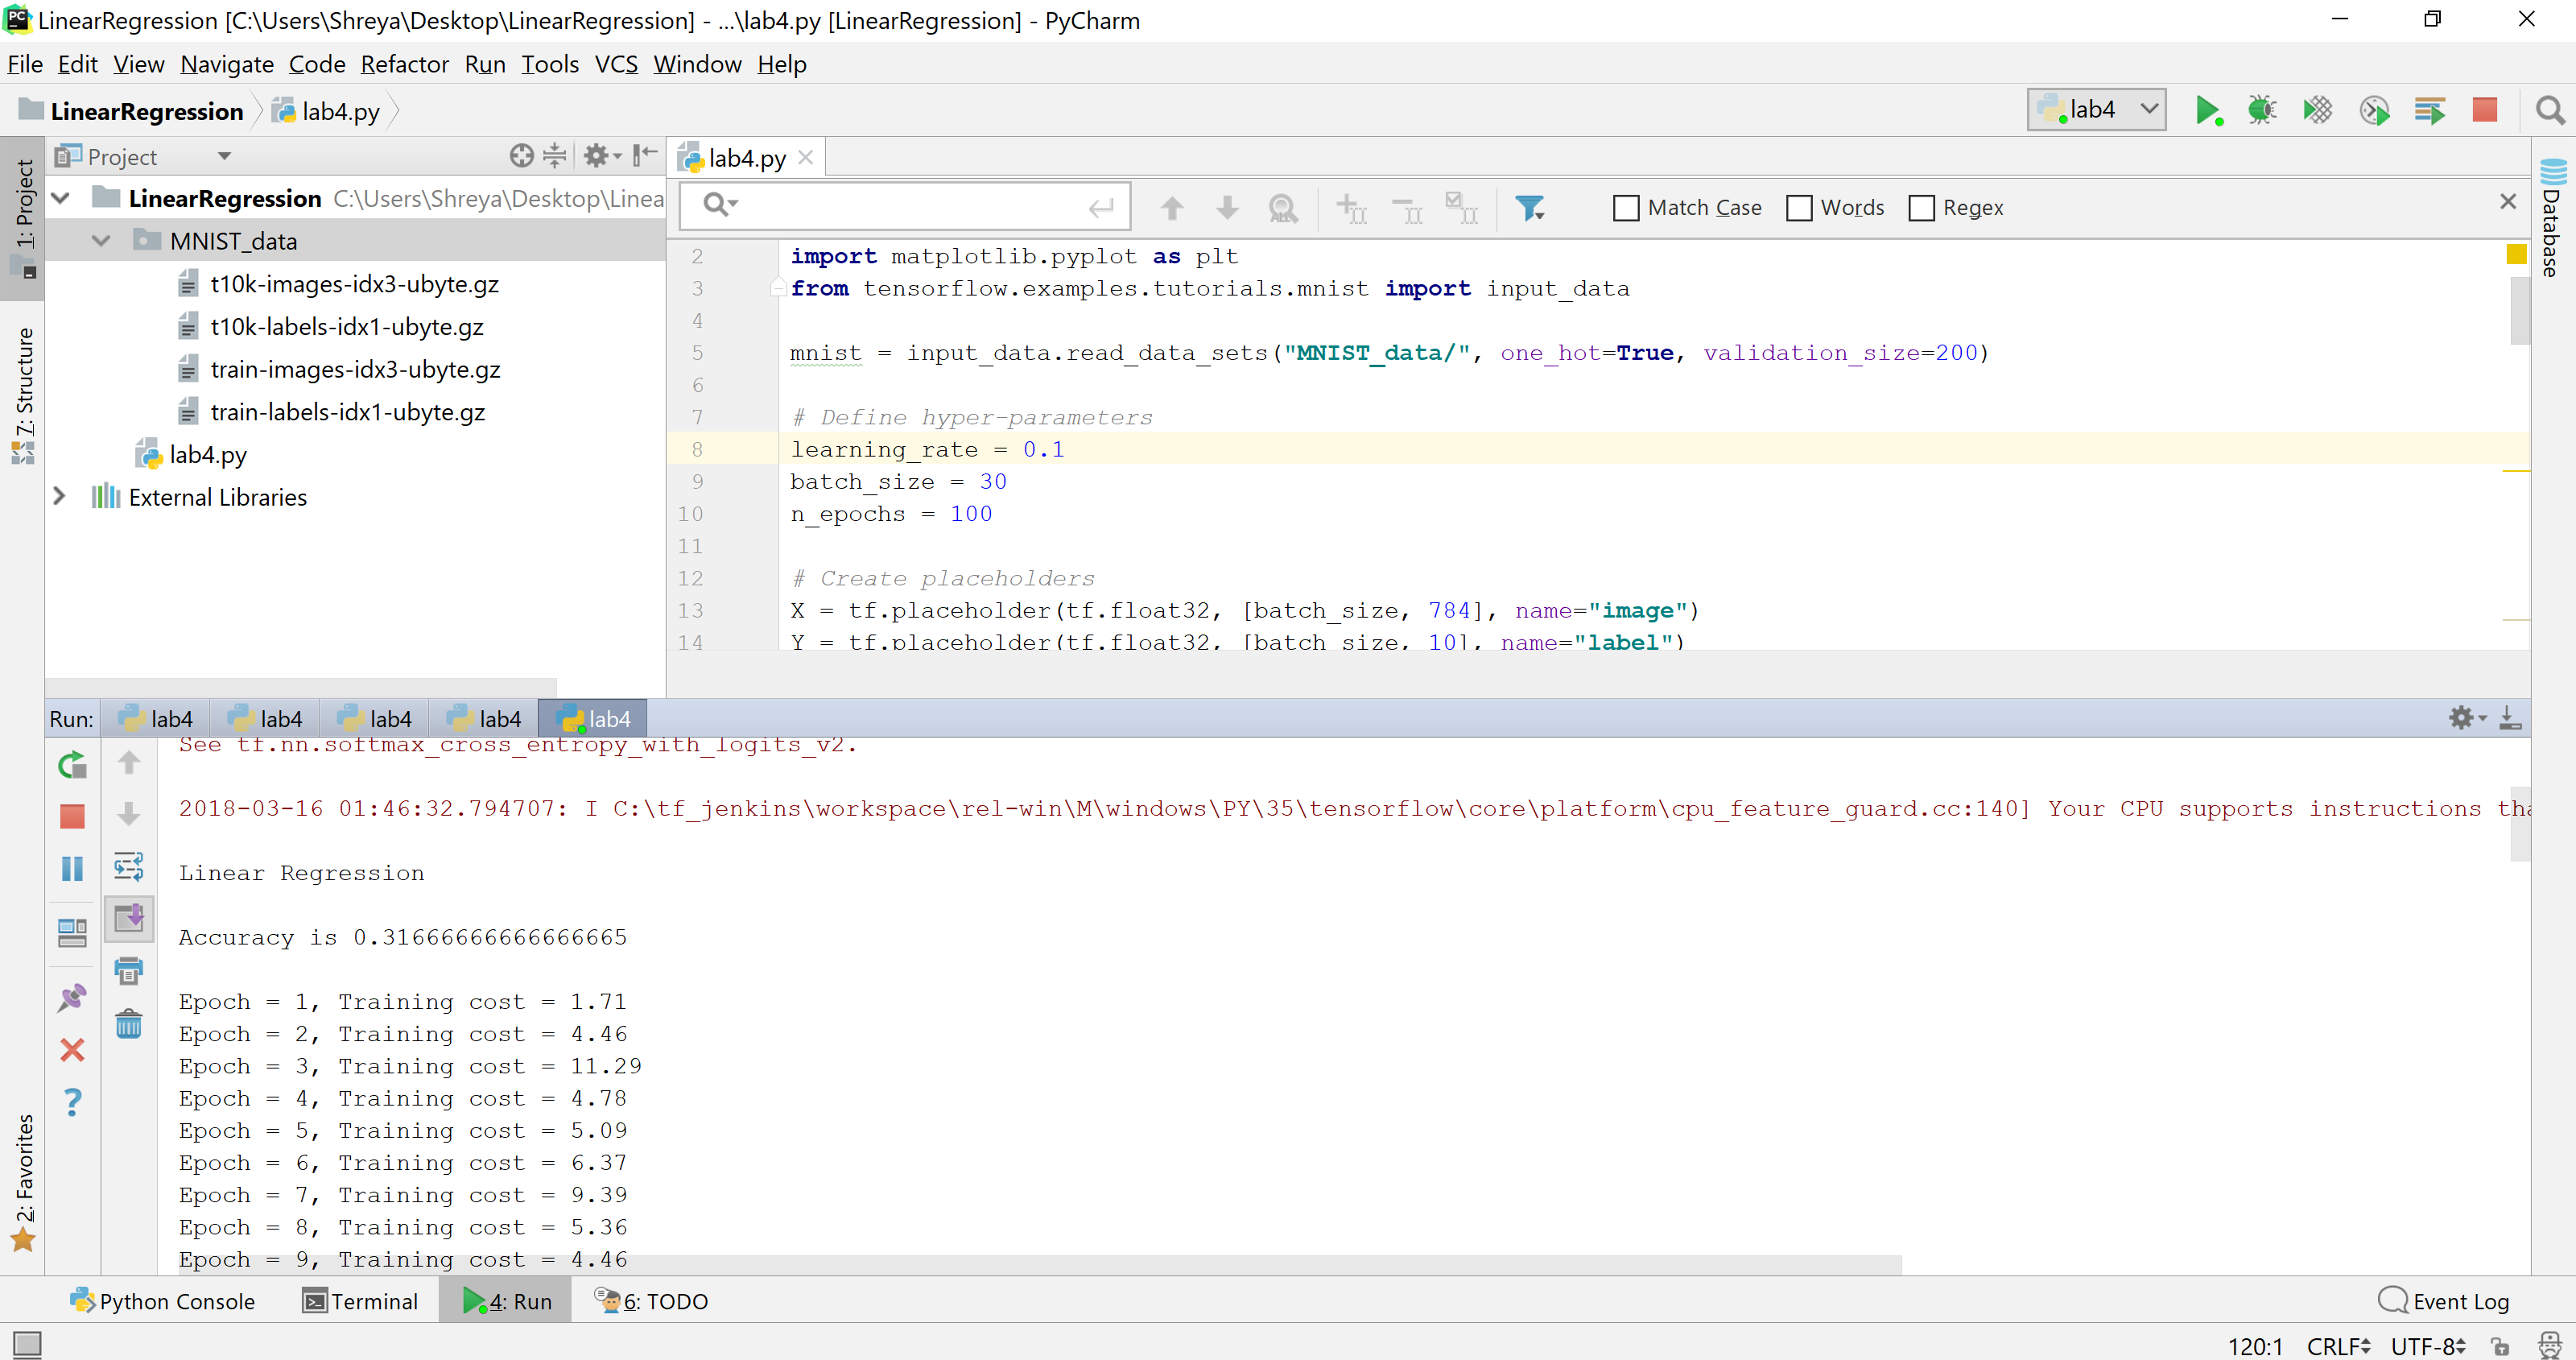 LinearRegression [C:\Users\Shreya\Desktop\LinearRegression] - ...\lab4.py [LinearRegression] - PyCharm
File Edit View Navigate Code Refactor Run Tools VCS Window Help
LinearRegression lab4.py
lab4
1: Project
7: Structure
2: Favorites
Project
LinearRegression C:\Users\Shreya\Desktop\Linea
MNIST_data
t10k-images-idx3-ubyte.gz
t10k-labels-idx1-ubyte.gz
train-images-idx3-ubyte.gz
train-labels-idx1-ubyte.gz
lab4.py
External Libraries
lab4.py
Match Case Words Regex
Database
2 import matplotlib.pyplot as plt
3 from tensorflow.examples.tutorials.mnist import input_data
4
5 mnist = input_data.read_data_sets("MNIST_data/", one_hot=True, validation_size=200)
6
7 # Define hyper-parameters
8 learning_rate = 0.1
9 batch_size = 30
10 n_epochs = 100
11
12 # Create placeholders
13 X = tf.placeholder(tf.float32, [batch_size, 784], name="image")
14 Y = tf.placeholder(tf.float32, [batch_size, 10], name="label")
Run: lab4 lab4 lab4 lab4 lab4
See tf.nn.softmax_cross_entropy_with_logits_v2.
2018-03-16 01:46:32.794707: I C:\tf_jenkins\workspace\rel-win\M\windows\PY\35\tensorflow\core\platform\cpu_feature_guard.cc:140] Your CPU supports instructions tha
Linear Regression
Accuracy is 0.31666666666666665
Epoch = 1, Training cost = 1.71
Epoch = 2, Training cost = 4.46
Epoch = 3, Training cost = 11.29
Epoch = 4, Training cost = 4.78
Epoch = 5, Training cost = 5.09
Epoch = 6, Training cost = 6.37
Epoch = 7, Training cost = 9.39
Epoch = 8, Training cost = 5.36
Epoch = 9, Training cost = 4.46
Python Console Terminal 4: Run 6: TODO Event Log
120:1 CRLF UTF-8